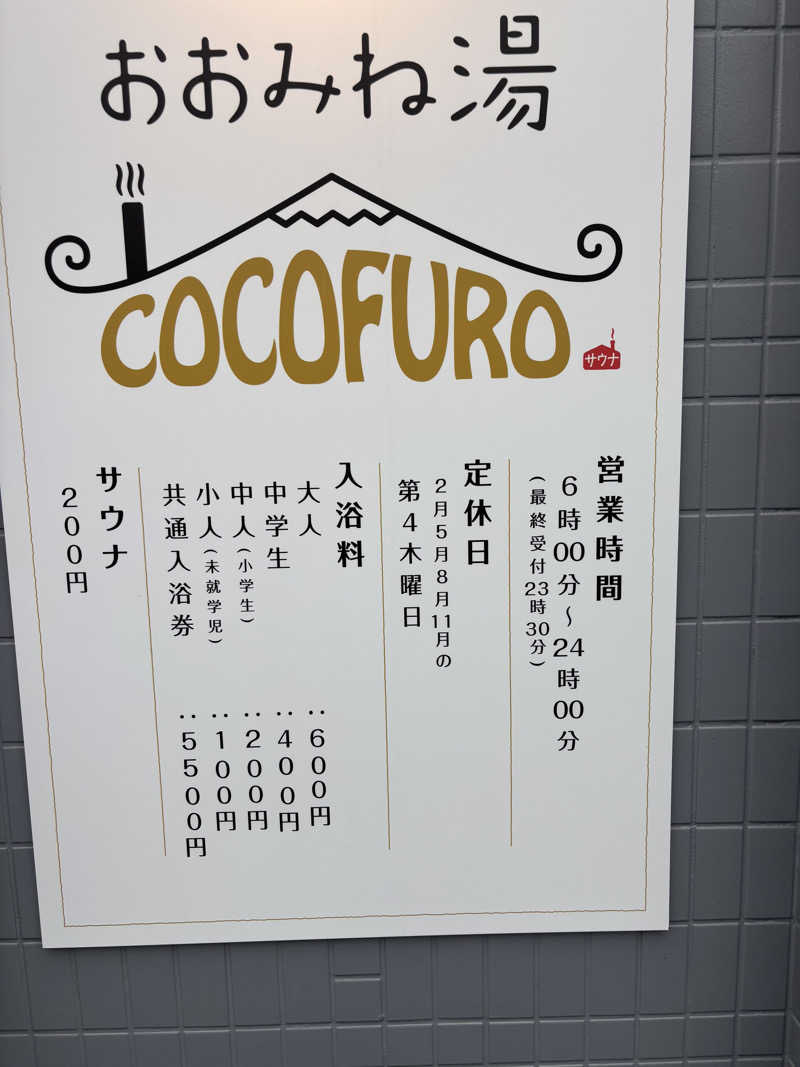 おおみね湯
COCOFURO
サウナ
営業時間
6時00分〜24時00分
(最終受付23時30分)
定休日
2月5月8月11月の
第4木曜日
入浴料
大人 ‥600円
中学生 ‥400円
中人(小学生) ‥200円
小人(未就学児) ‥100円
共通入浴券 ‥5500円
サウナ
200円